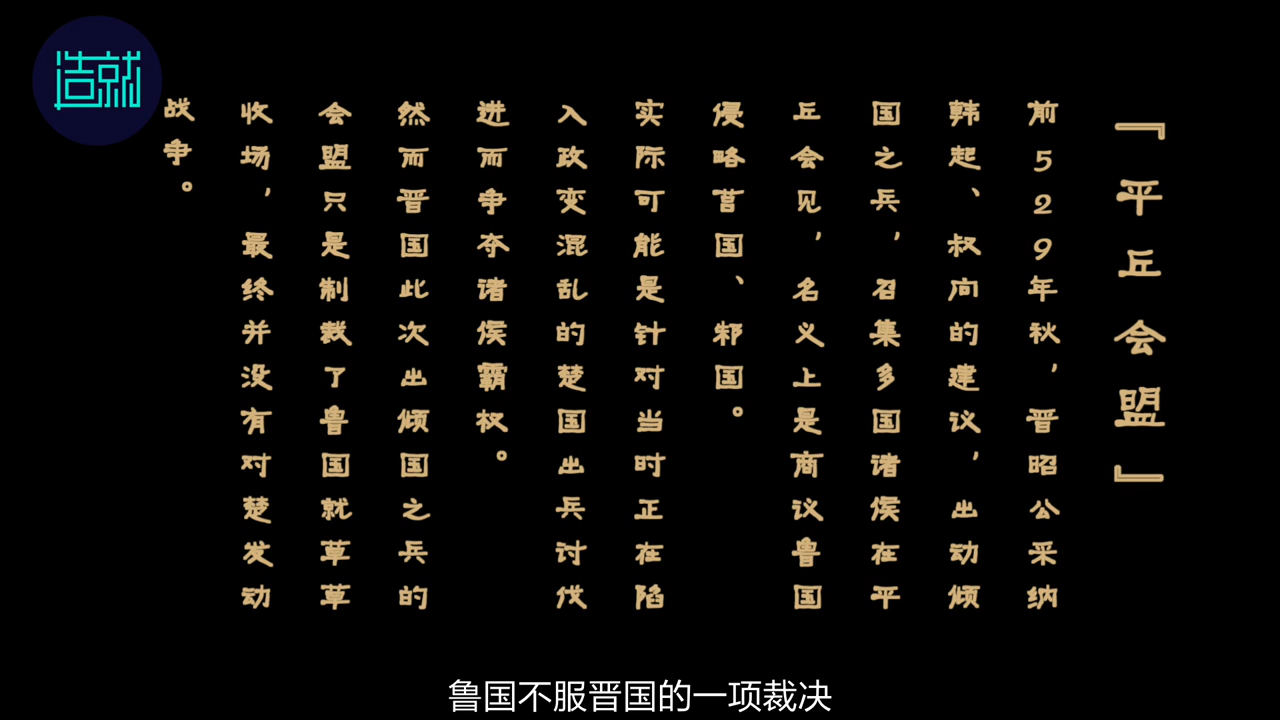 造就
『平丘会盟』
前529年秋，晋昭公采纳
韩起、叔向的建议，出动倾
国之兵，召集多国诸侯在平
丘会见，名义上是商议鲁国
侵略莒国、邾国。
实际可能是针对当时正在陷
入政变混乱的楚国出兵讨伐
进而争夺诸侯霸权。
然而晋国此次出倾国之兵的
会盟只是制裁了鲁国就草草
收场，最终并没有对楚发动
战争。
鲁国不服晋国的一项裁决